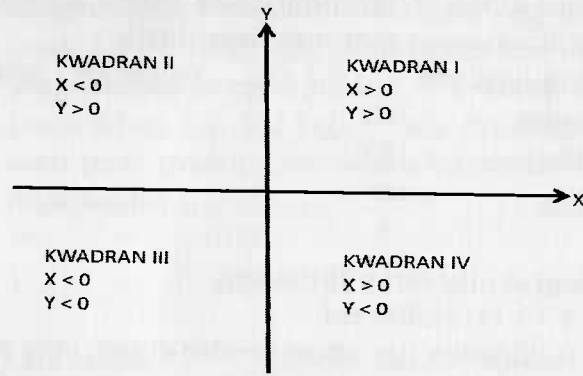 Y
KWADRAN II
X < 0
Y > 0
KWADRAN I
X > 0
Y > 0
X
KWADRAN III
X < 0
Y < 0
KWADRAN IV
X > 0
Y < 0